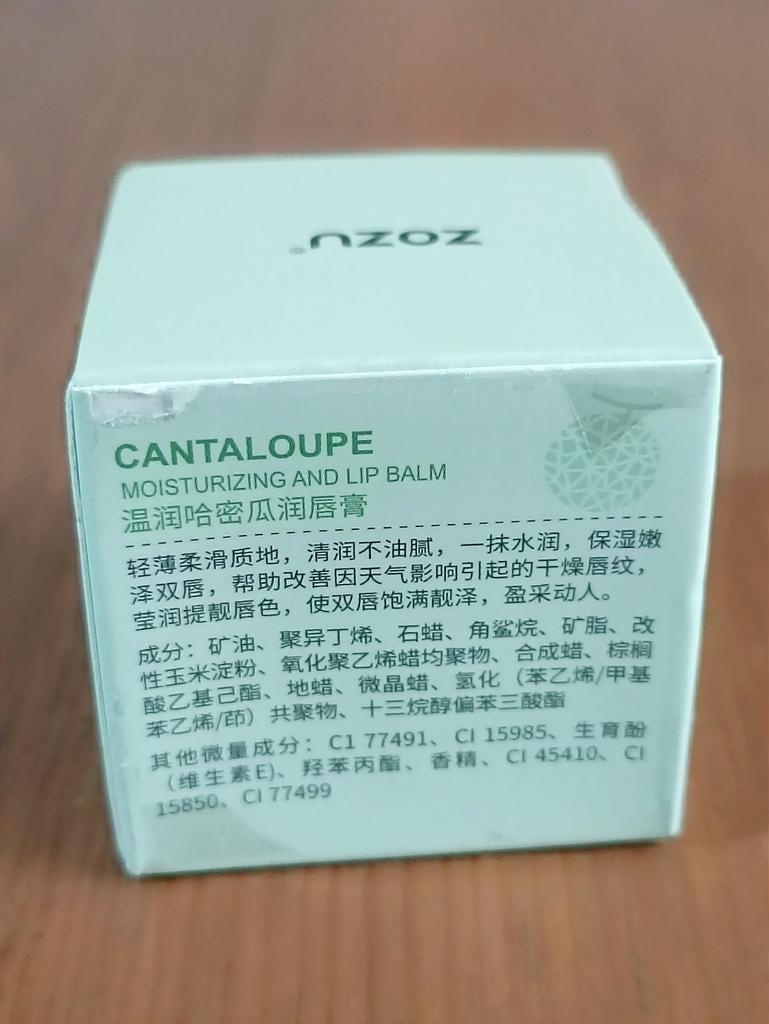 ZOZU®
CANTALOUPE
MOISTURIZING AND LIP BALM
温润哈密瓜润唇膏
轻薄柔滑质地，清润不油腻，一抹水润，保湿嫩
泽双唇，帮助改善因天气影响引起的干燥唇纹，
莹润提靓唇色，使双唇饱满靓泽，盈采动人。
成分：矿油、聚异丁烯、石蜡、角鲨烷、矿脂、改
性玉米淀粉、氧化聚乙烯蜡均聚物、合成蜡、棕榈
酸乙基己酯、地蜡、微晶蜡、氢化（苯乙烯/甲基
苯乙烯/茚）共聚物、十三烷醇偏苯三酸酯
其他微量成分：C1 77491、CI 15985、生育酚
（维生素E)、羟苯丙酯、香精、CI 45410、CI
15850、CI 77499